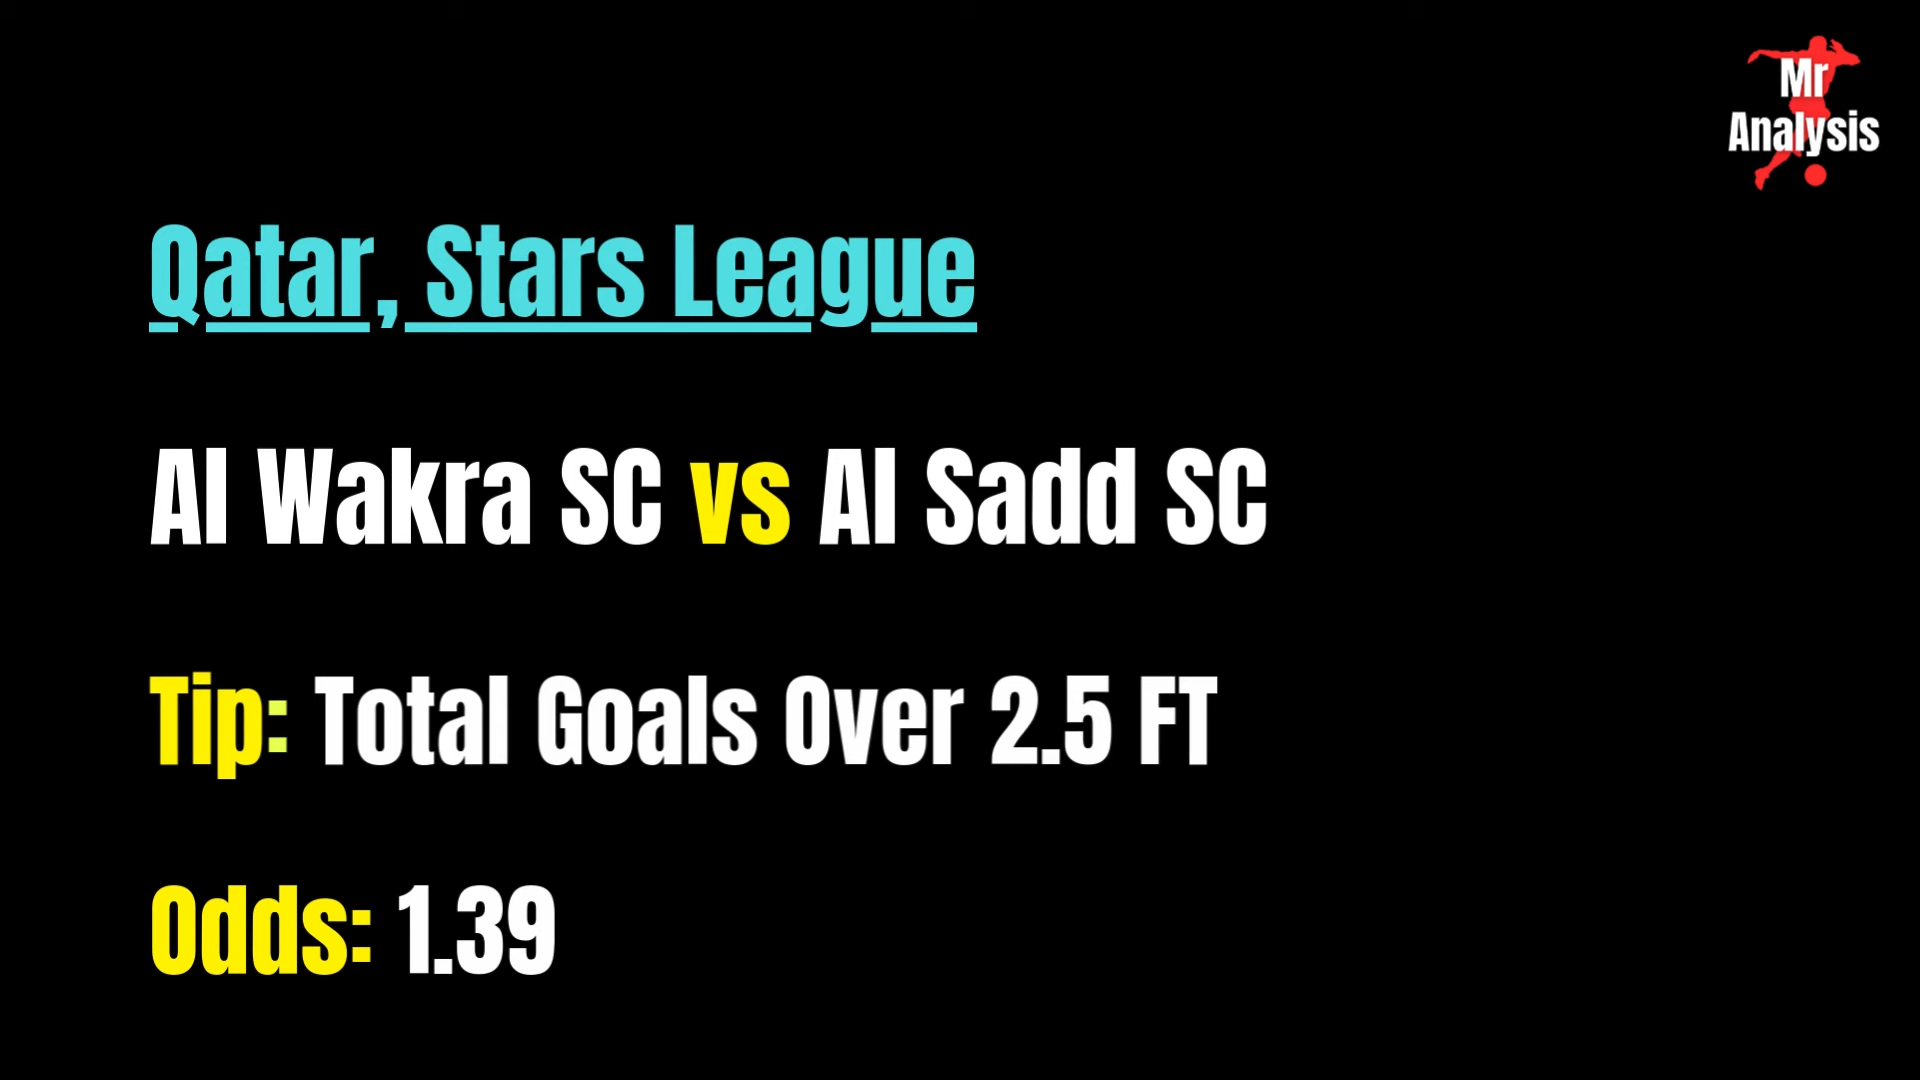 Mr
Analysis
Qatar, Stars League
Al Wakra SC vs Al Sadd SC
Tip: Total Goals Over 2.5 FT
Odds: 1.39